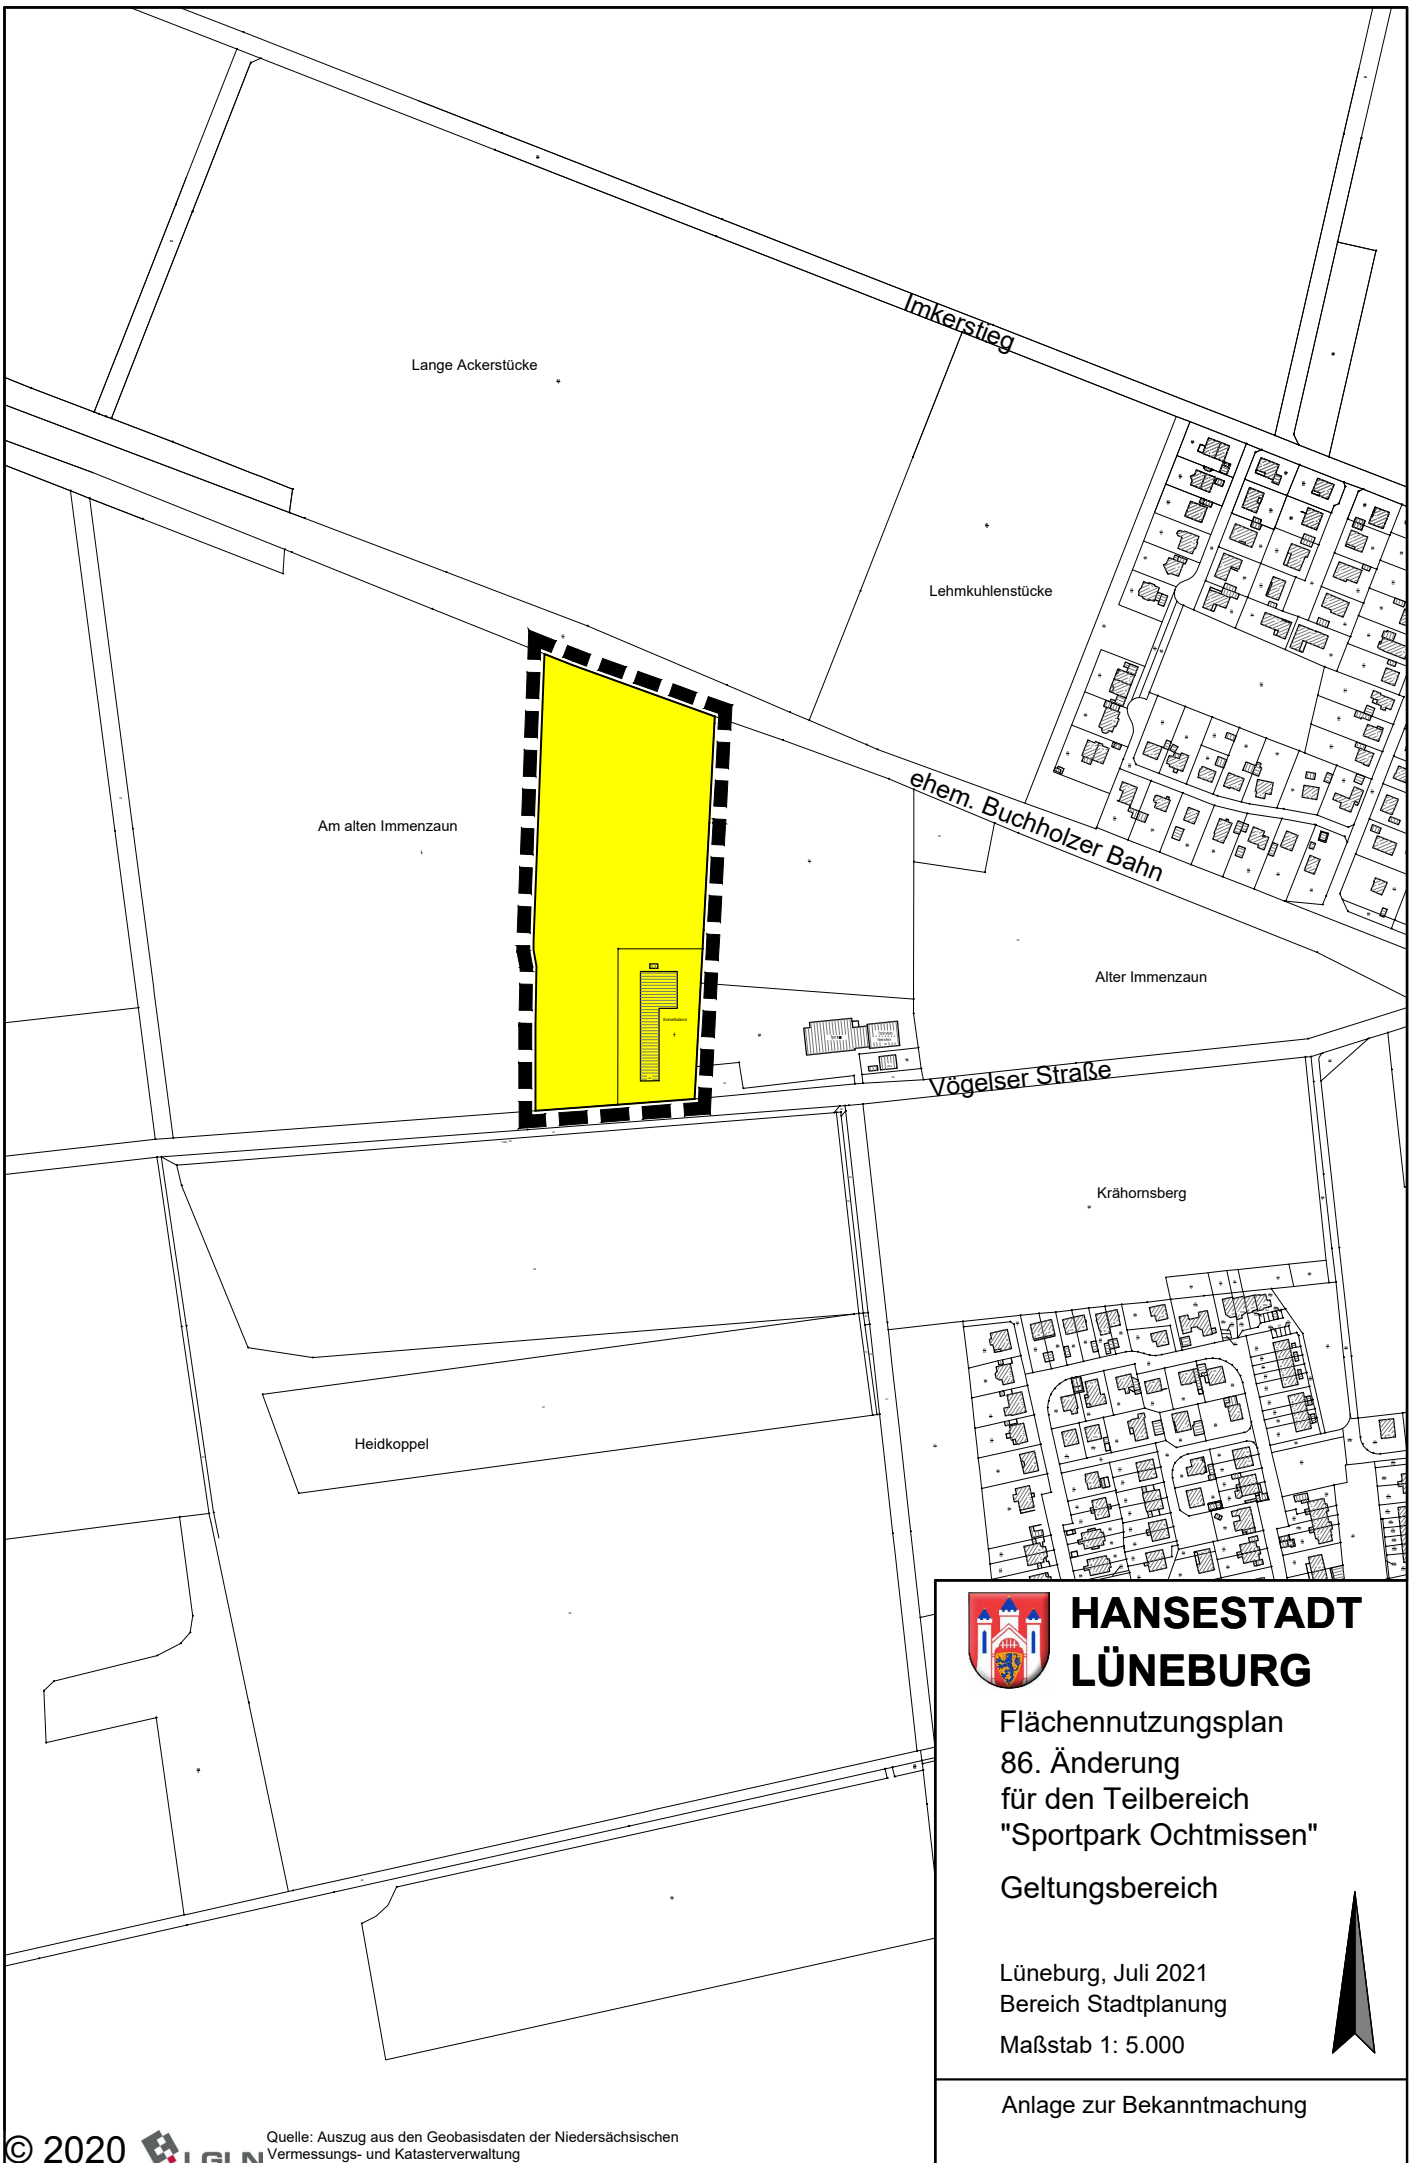 Imkerstieg
Lange Ackerstücke
Lehmkuhlenstücke
ehem. Buchholzer Bahn
Am alten Immenzaun
Alter Immenzaun
Vögelser Straße
Krähornsberg
Heidkoppel
HANSESTADT
LÜNEBURG
Flächennutzungsplan
86. Änderung
für den Teilbereich
"Sportpark Ochtmissen"
Geltungsbereich
Lüneburg, Juli 2021
Bereich Stadtplanung
Maßstab 1: 5.000
Anlage zur Bekanntmachung
© 2020
LGLN
Quelle: Auszug aus den Geobasisdaten der Niedersächsischen
Vermessungs- und Katasterverwaltung